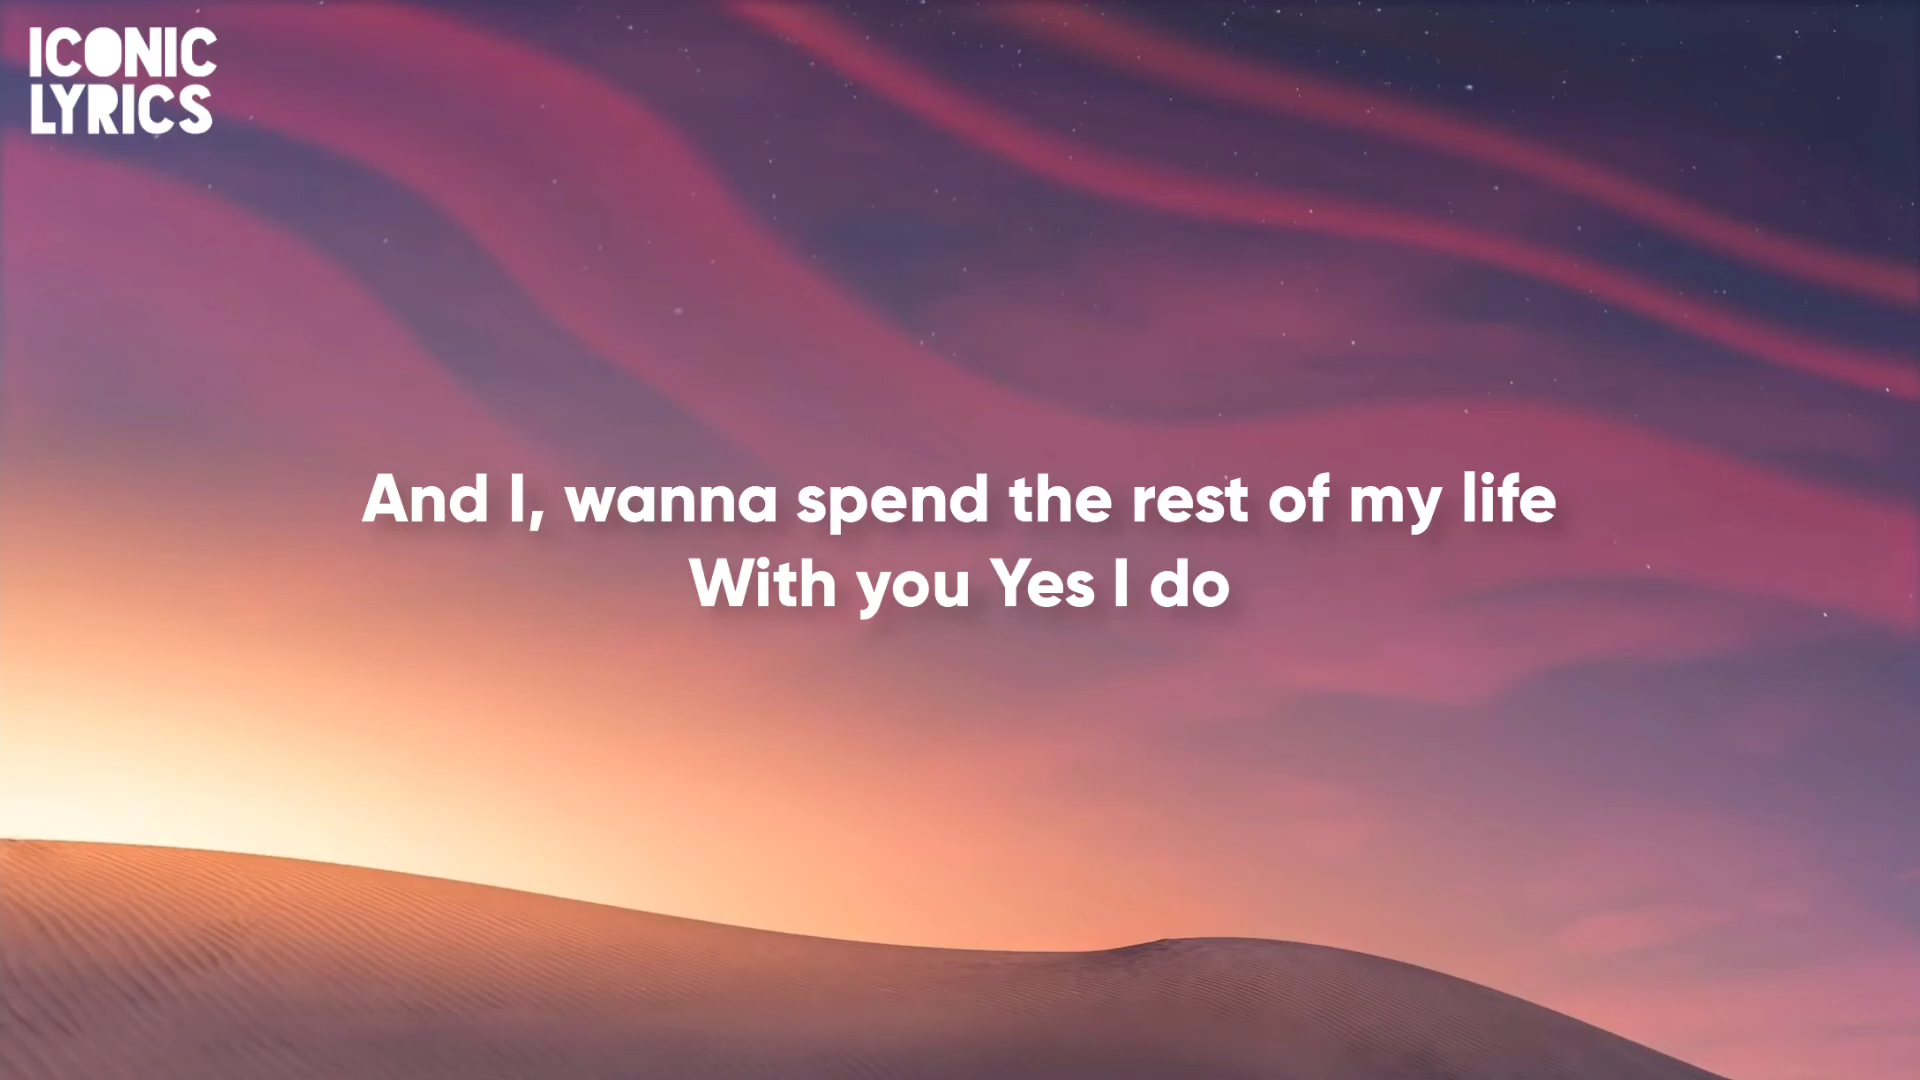 ICONIC
LYRICS
And I, wanna spend the rest of my life
With you Yes I do